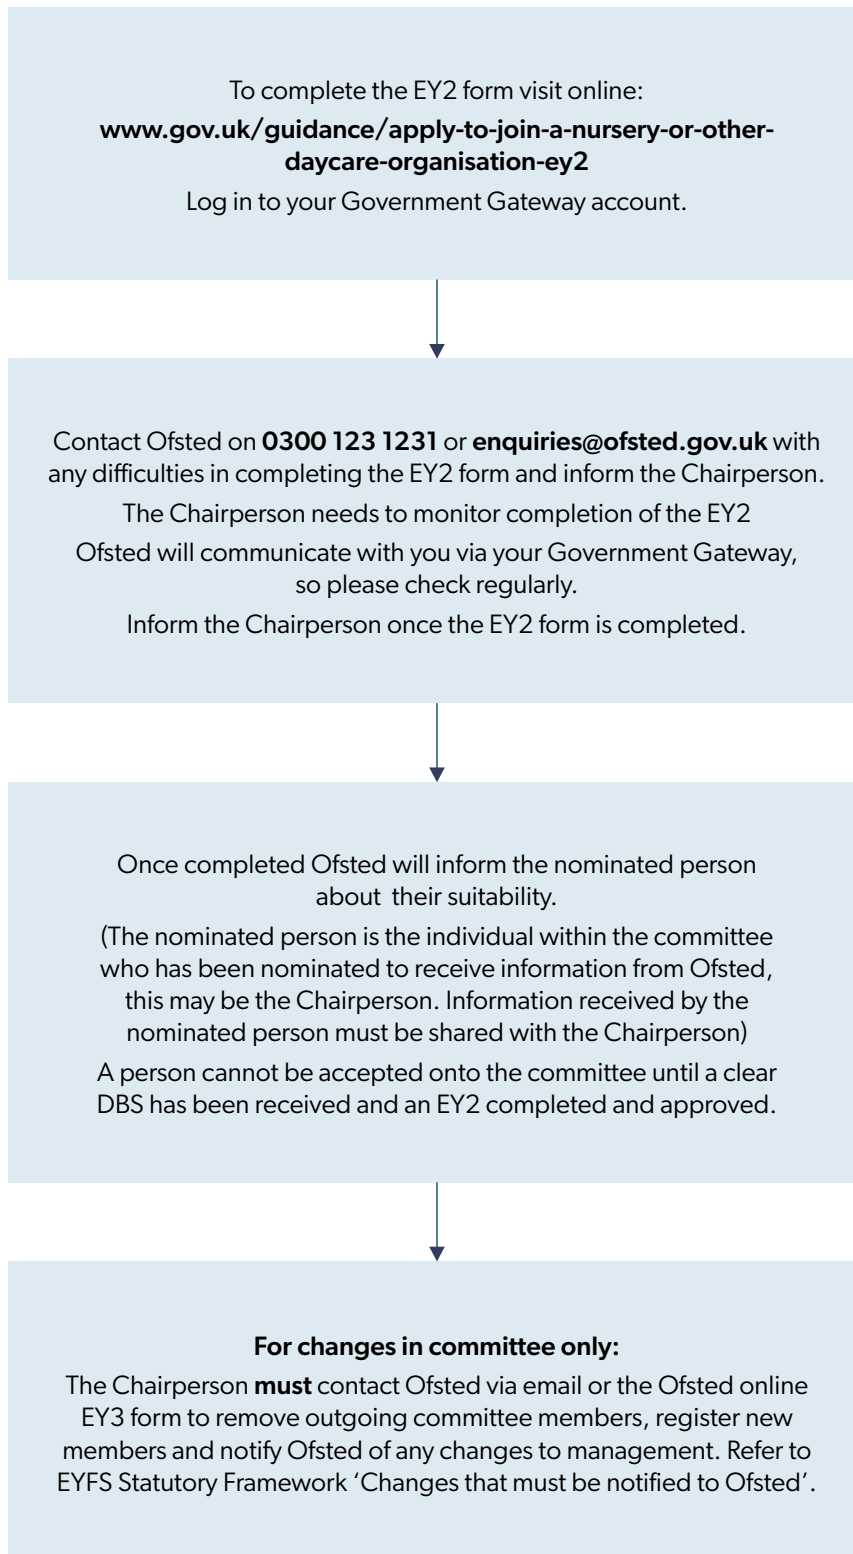 To complete the EY2 form visit online:
www.gov.uk/guidance/apply-to-join-a-nursery-or-other-
daycare-organisation-ey2
Log in to your Government Gateway account.
Contact Ofsted on 0300 123 1231 or enquiries@ofsted.gov.uk with
any difficulties in completing the EY2 form and inform the Chairperson.
The Chairperson needs to monitor completion of the EY2
Ofsted will communicate with you via your Government Gateway,
so please check regularly.
Inform the Chairperson once the EY2 form is completed.
Once completed Ofsted will inform the nominated person
about their suitability.
(The nominated person is the individual within the committee
who has been nominated to receive information from Ofsted,
this may be the Chairperson. Information received by the
nominated person must be shared with the Chairperson)
A person cannot be accepted onto the committee until a clear
DBS has been received and an EY2 completed and approved.
For changes in committee only:
The Chairperson must contact Ofsted via email or the Ofsted online
EY3 form to remove outgoing committee members, register new
members and notify Ofsted of any changes to management. Refer to
EYFS Statutory Framework ‘Changes that must be notified to Ofsted’.